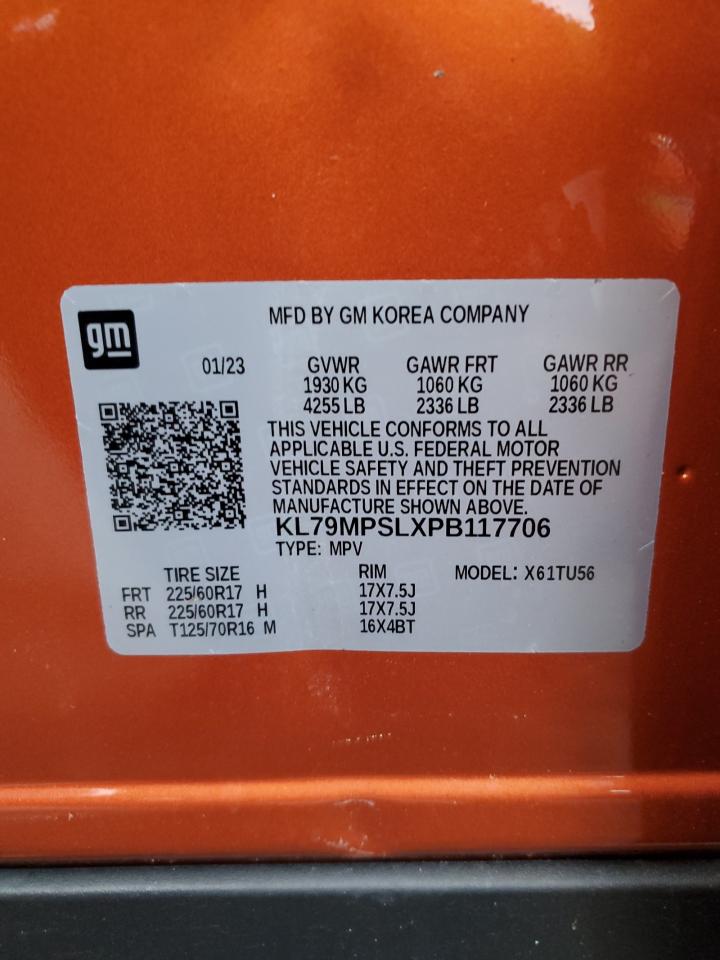 gm
MFD BY GM KOREA COMPANY
01/23 GVWR GAWR FRT GAWR RR
1930 KG 1060 KG 1060 KG
4255 LB 2336 LB 2336 LB
THIS VEHICLE CONFORMS TO ALL
APPLICABLE U.S. FEDERAL MOTOR
VEHICLE SAFETY AND THEFT PREVENTION
STANDARDS IN EFFECT ON THE DATE OF
MANUFACTURE SHOWN ABOVE.
KL79MPSLXPB117706
TYPE: MPV
TIRE SIZE RIM MODEL: X61TU56
FRT 225/60R17 H 17X7.5J
RR 225/60R17 H 17X7.5J
SPA T125/70R16 M 16X4BT